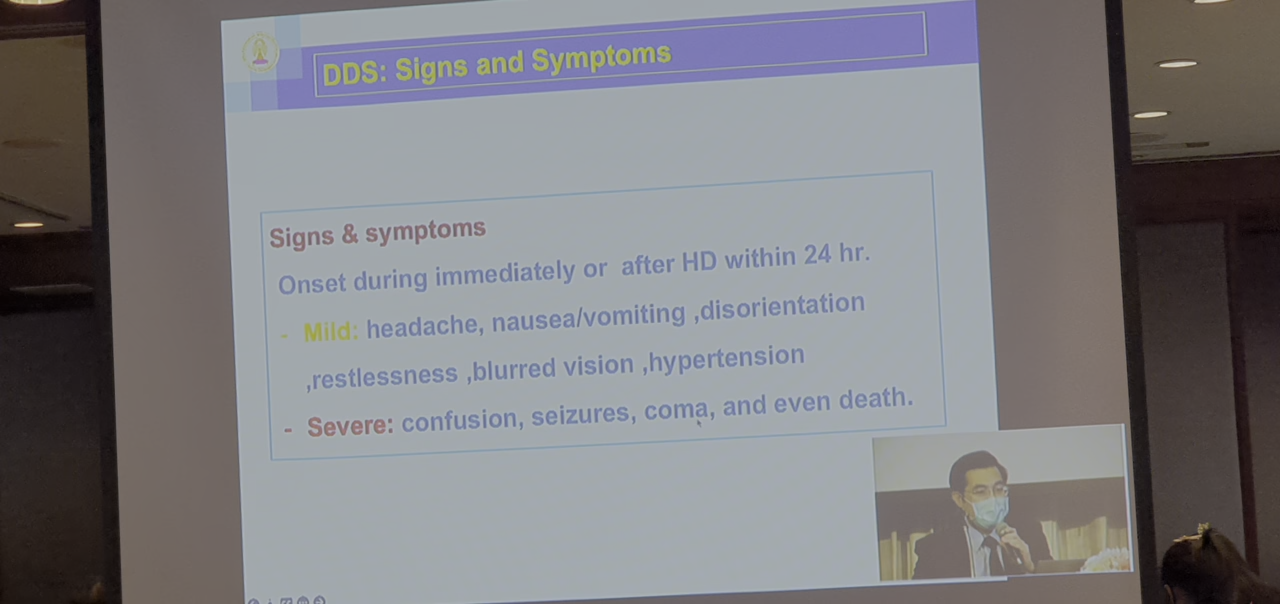 DDS: Signs and Symptoms
Signs & symptoms
Onset during immediately or after HD within 24 hr.
- Mild: headache, nausea/vomiting ,disorientation
,restlessness ,blurred vision ,hypertension
- Severe: confusion, seizures, coma, and even death.